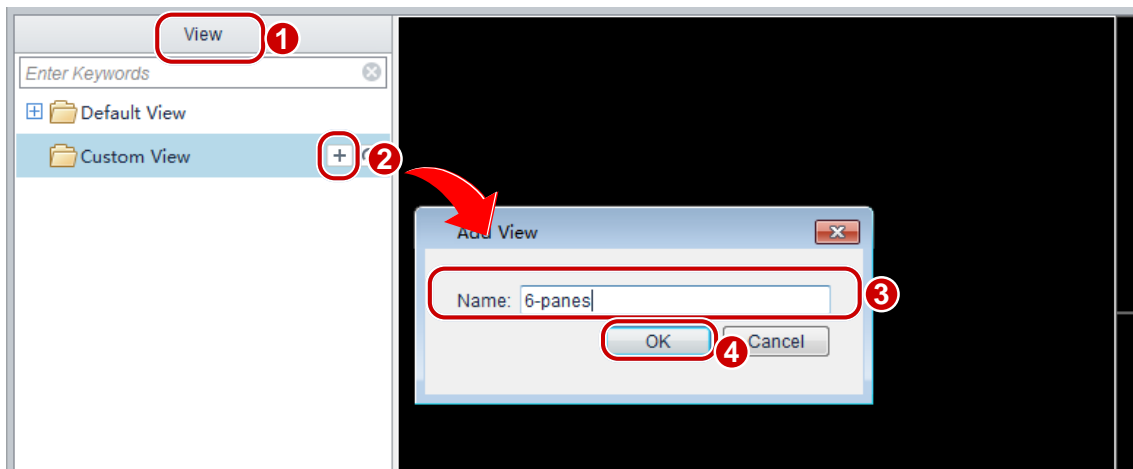 View
1
Enter Keywords
Default View
Custom View
+
2
Add View
Name: 6-panes
3
OK
4
Cancel